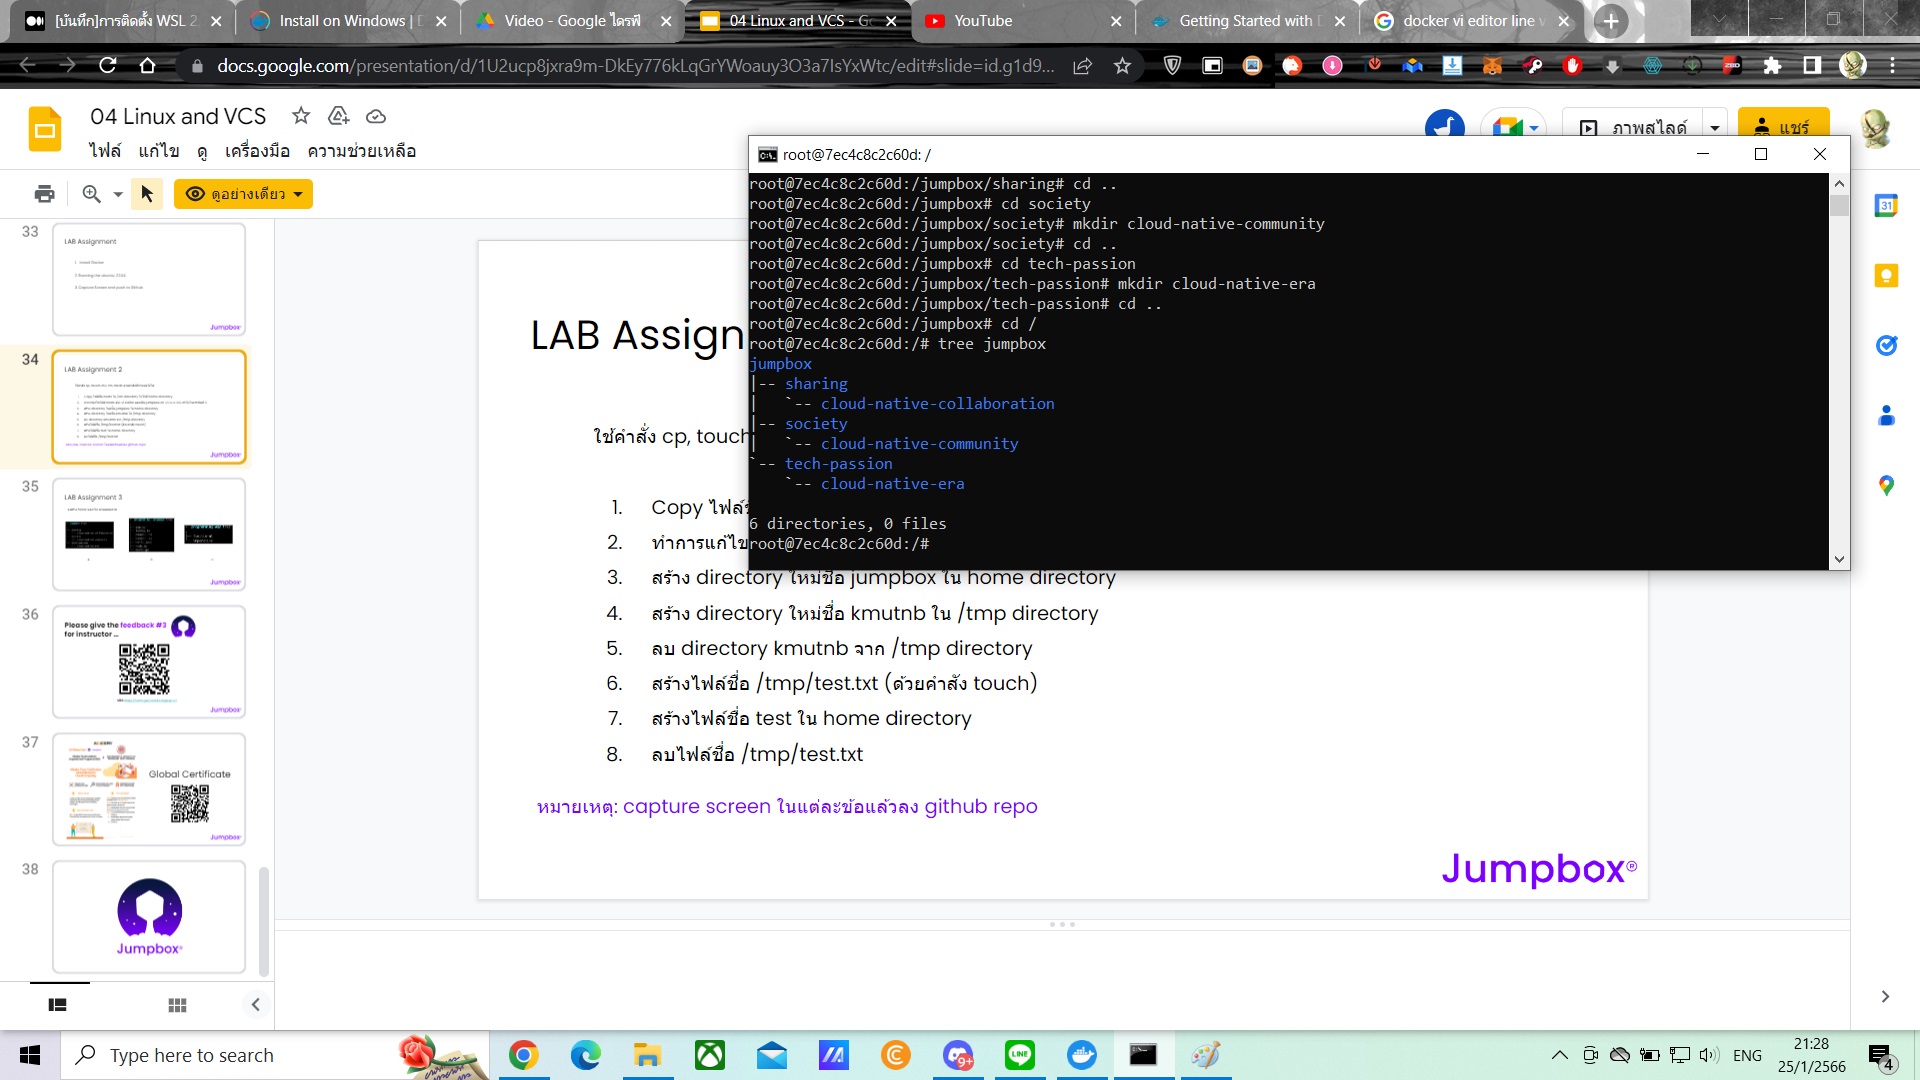 [บันทึก]การติดตั้ง WSL 2
Install on Windows | D
Video - Google ไดรฟ์
04 Linux and VCS - Go
YouTube
Getting Started with D
docker vi editor line v
docs.google.com/presentation/d/1U2ucp8jxra9m-DkEy776kLqGrYWoauy3O3a7IsYxWtc/edit#slide=id.g1d9...
04 Linux and VCS
ไฟล์ แก้ไข ดู เครื่องมือ ความช่วยเหลือ
ภาพสไลด์
แชร์
ดูอย่างเดียว
root@7ec4c8c2c60d: /
root@7ec4c8c2c60d:/jumpbox/sharing# cd ..
root@7ec4c8c2c60d:/jumpbox# cd society
root@7ec4c8c2c60d:/jumpbox/society# mkdir cloud-native-community
root@7ec4c8c2c60d:/jumpbox/society# cd ..
root@7ec4c8c2c60d:/jumpbox# cd tech-passion
root@7ec4c8c2c60d:/jumpbox/tech-passion# mkdir cloud-native-era
root@7ec4c8c2c60d:/jumpbox/tech-passion# cd ..
root@7ec4c8c2c60d:/jumpbox# cd /
root@7ec4c8c2c60d:/# tree jumpbox
jumpbox
|-- sharing
|   `-- cloud-native-collaboration
|-- society
|   `-- cloud-native-community
`-- tech-passion
    `-- cloud-native-era
6 directories, 0 files
root@7ec4c8c2c60d:/#
33
LAB Assignment
Jumpbox
34
LAB Assignment 2
Jumpbox
35
LAB Assignment 3
Jumpbox
36
Please give the feedback #3
for instructor ...
Jumpbox
37
Global Certificate
Jumpbox
38
Jumpbox
LAB Assign
ใช้คำสั่ง cp, touch
1. Copy ไฟล์
2. ทำการแก้ไข
3. สร้าง directory ใหม่ชื่อ jumpbox ใน home directory
4. สร้าง directory ใหม่ชื่อ kmutnb ใน /tmp directory
5. ลบ directory kmutnb จาก /tmp directory
6. สร้างไฟล์ชื่อ /tmp/test.txt (ด้วยคำสั่ง touch)
7. สร้างไฟล์ชื่อ test ใน home directory
8. ลบไฟล์ชื่อ /tmp/test.txt
หมายเหตุ: capture screen ในแต่ละข้อแล้วลง github repo
Jumpbox®
31
Type here to search
9+
LINE
ENG
21:28
25/1/2566
4